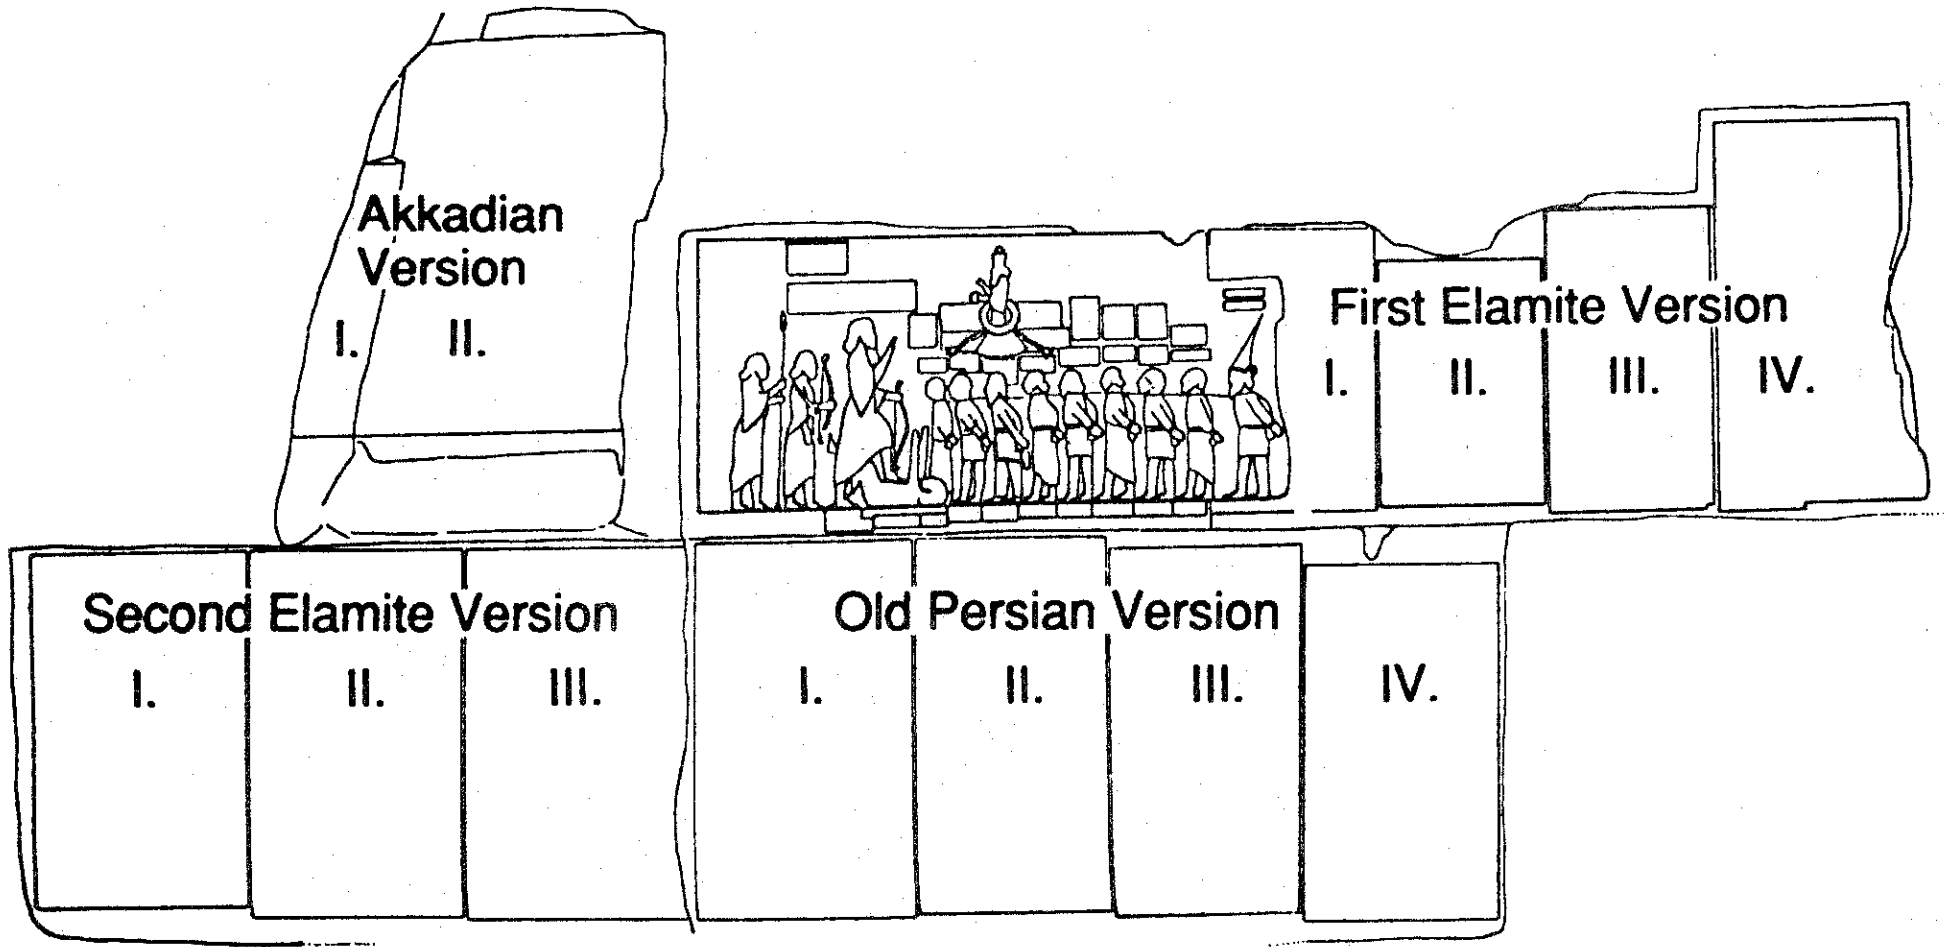 Akkadian
Version
I. II.
First Elamite Version
I. II. III. IV.
Second Elamite Version
I. II. III.
Old Persian Version
I. II. III. IV.